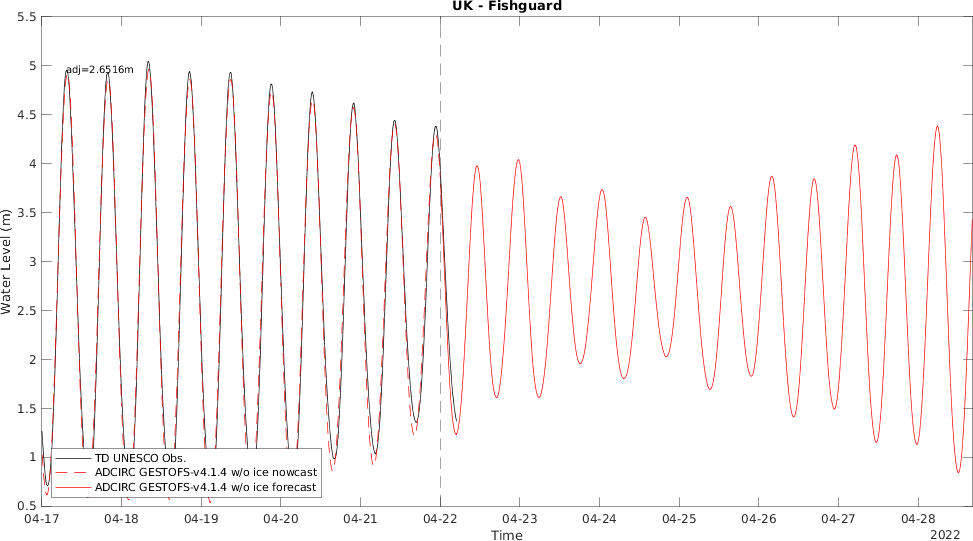 UK - Fishguard
5.5
5
4.5
4
3.5
3
2.5
2
1.5
1
0.5
Water Level (m)
adj=2.6516m
TD UNESCO Obs.
ADCIRC GESTOFS-v4.1.4 w/o ice nowcast
ADCIRC GESTOFS-v4.1.4 w/o ice forecast
04-17 04-18 04-19 04-20 04-21 04-22 04-23 04-24 04-25 04-26 04-27 04-28
Time
2022